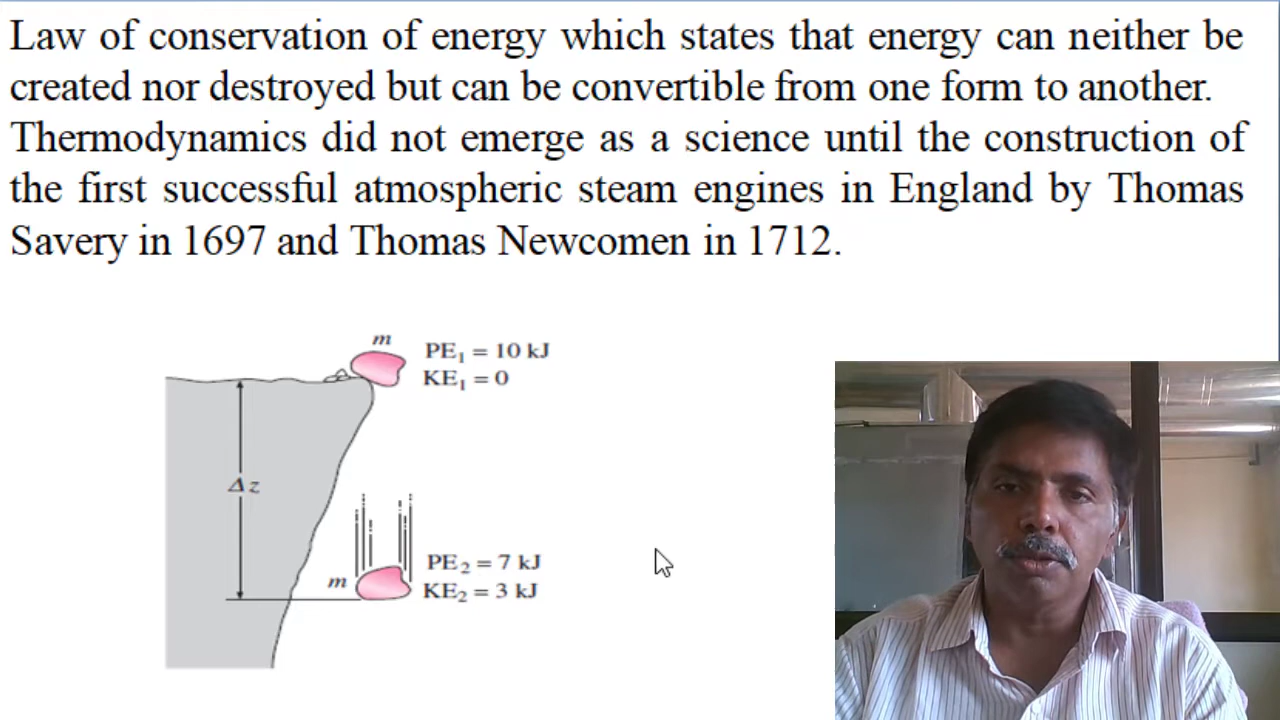 Law of conservation of energy which states that energy can neither be
created nor destroyed but can be convertible from one form to another.
Thermodynamics did not emerge as a science until the construction of
the first successful atmospheric steam engines in England by Thomas
Savery in 1697 and Thomas Newcomen in 1712.
m
PE₁ = 10 kJ
KE₁ = 0
Δz
PE₂ = 7 kJ
m
KE₂ = 3 kJ